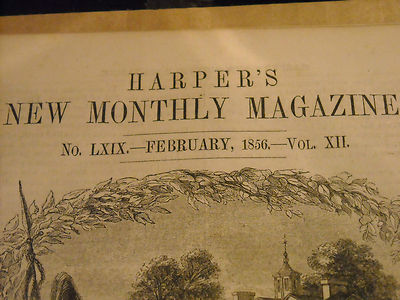 HARPER'S
NEW MONTHLY MAGAZINE
No. LXIX.—FEBRUARY, 1856.—Vol. XII.